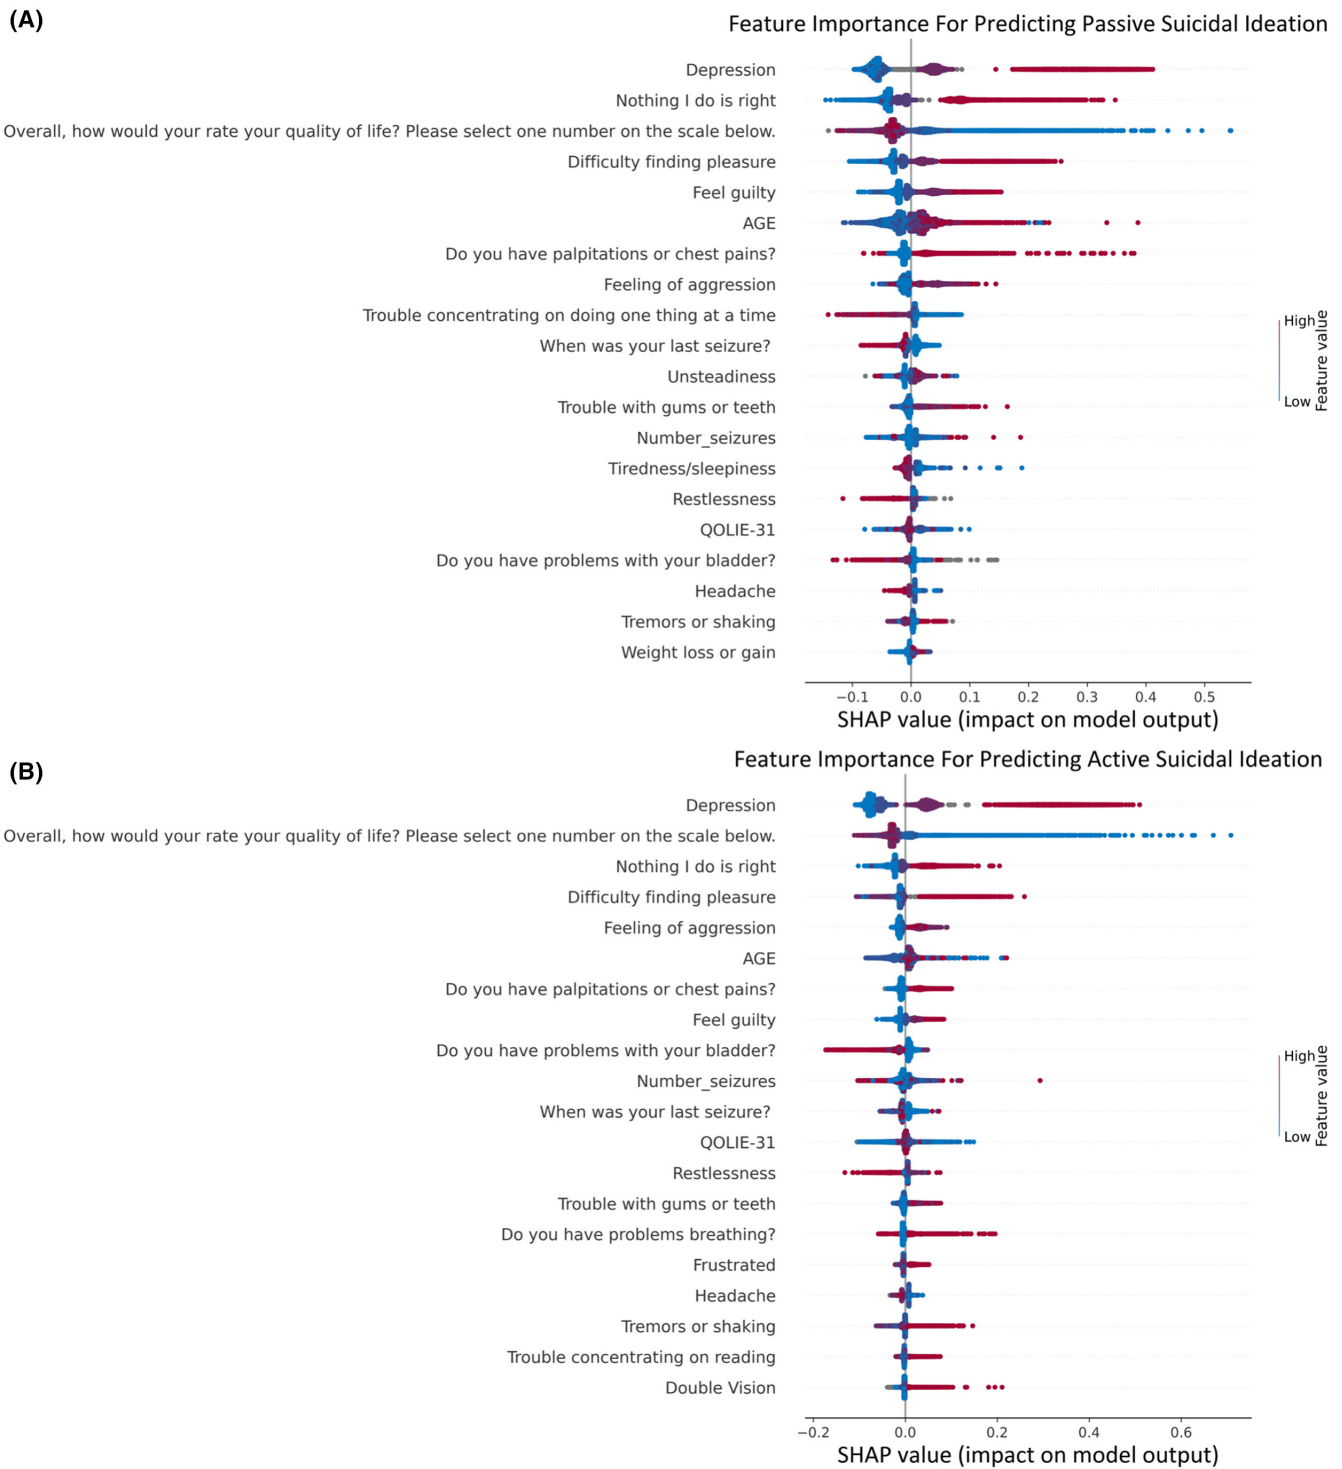 (A)
Feature Importance For Predicting Passive Suicidal Ideation
Depression
Nothing I do is right
Overall, how would your rate your quality of life? Please select one number on the scale below.
Difficulty finding pleasure
Feel guilty
AGE
Do you have palpitations or chest pains?
Feeling of aggression
Trouble concentrating on doing one thing at a time
When was your last seizure?
Unsteadiness
Trouble with gums or teeth
Number_seizures
Tiredness/sleepiness
Restlessness
QOLIE-31
Do you have problems with your bladder?
Headache
Tremors or shaking
Weight loss or gain
High
Low
Feature value
−0.1 0.0 0.1 0.2 0.3 0.4 0.5
SHAP value (impact on model output)
(B)
Feature Importance For Predicting Active Suicidal Ideation
Depression
Overall, how would your rate your quality of life? Please select one number on the scale below.
Nothing I do is right
Difficulty finding pleasure
Feeling of aggression
AGE
Do you have palpitations or chest pains?
Feel guilty
Do you have problems with your bladder?
Number_seizures
When was your last seizure?
QOLIE-31
Restlessness
Trouble with gums or teeth
Do you have problems breathing?
Frustrated
Headache
Tremors or shaking
Trouble concentrating on reading
Double Vision
High
Low
Feature value
−0.2 0.0 0.2 0.4 0.6
SHAP value (impact on model output)